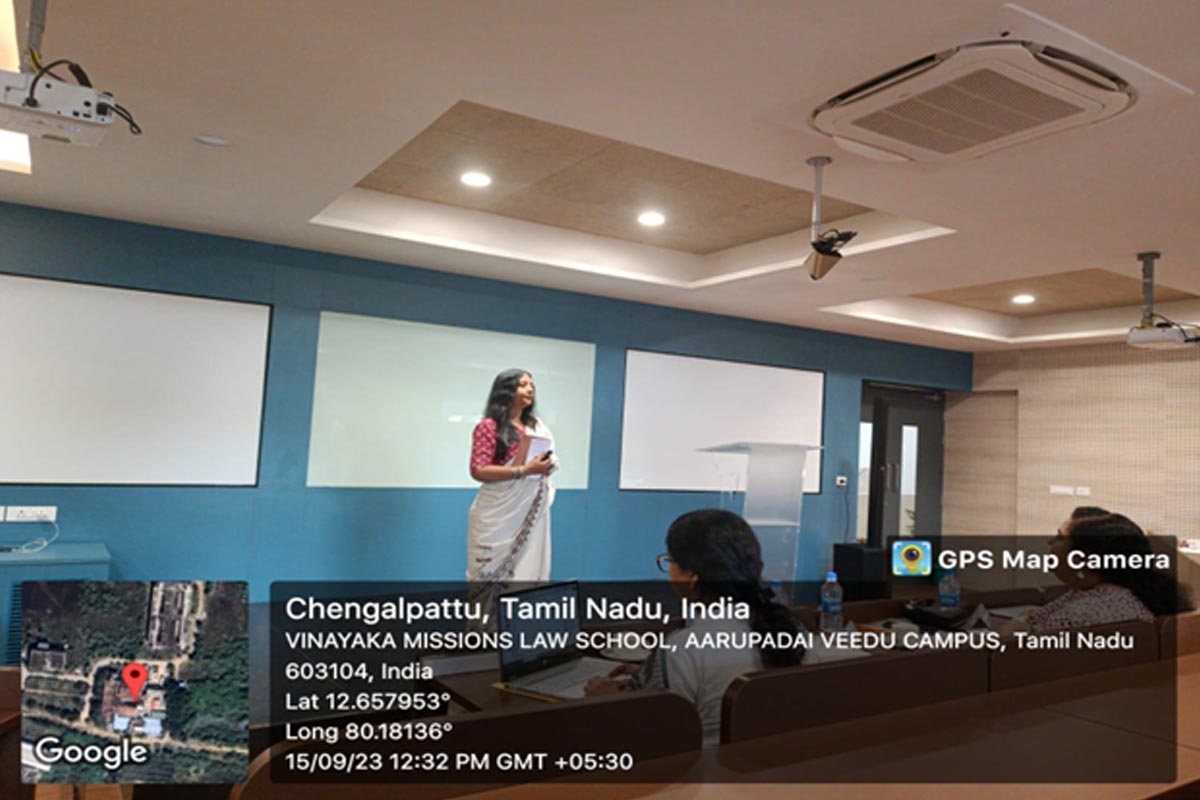 GPS Map Camera
Chengalpattu, Tamil Nadu, India
VINAYAKA MISSIONS LAW SCHOOL, AARUPADAI VEEDU CAMPUS, Tamil Nadu
603104, India
Lat 12.657953°
Long 80.18136°
15/09/23 12:32 PM GMT +05:30
Google